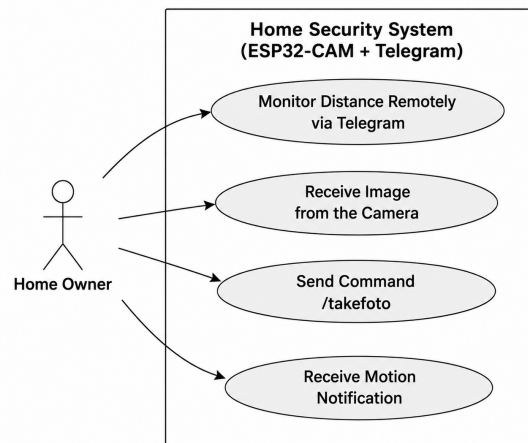 Home Security System
(ESP32-CAM + Telegram)
Monitor Distance Remotely
via Telegram
Receive Image
from the Camera
Home Owner
Send Command
/takefoto
Receive Motion
Notification